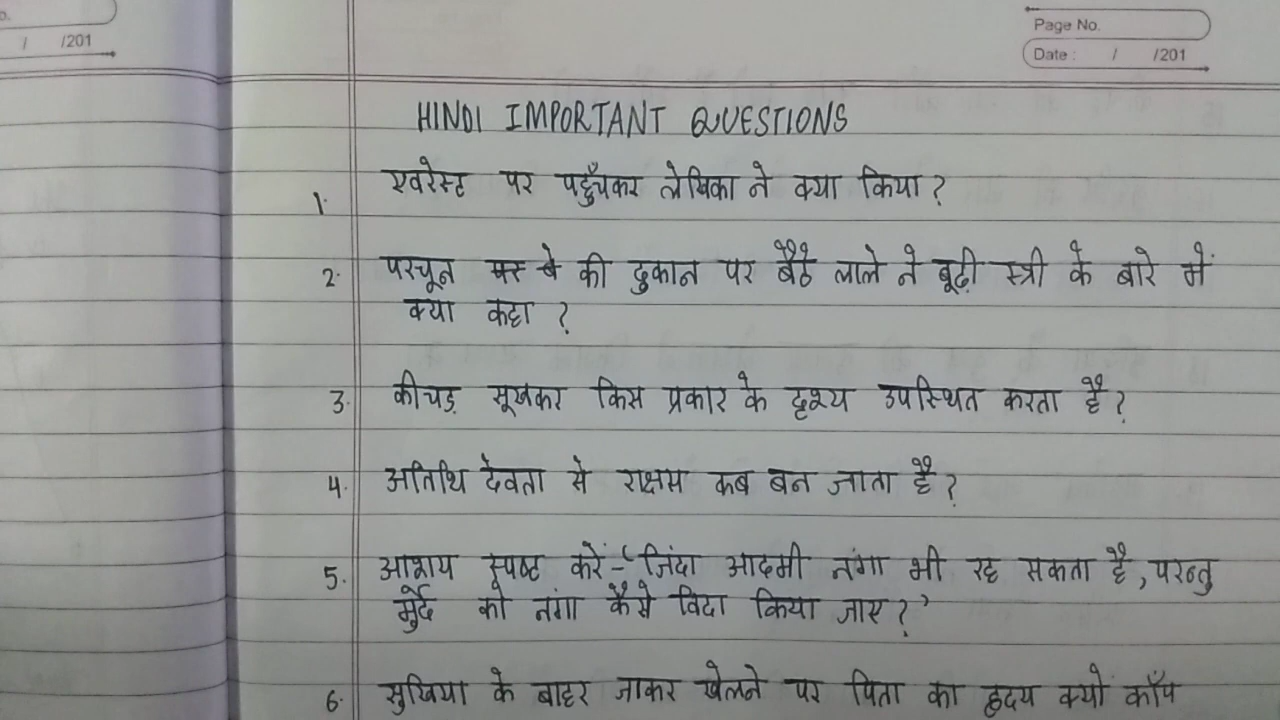 o.
/ /201
Page No.
Date : / /201
HINDI IMPORTANT QUESTIONS
1. एवरेस्ट पर पहुँचकर लेखिका ने क्या किया ?
2. परचून की दुकान पर बैठे लाले ने बूढ़ी स्त्री के बारे में
क्या कहा ?
3. कीचड़ सूखकर किस प्रकार के दृश्य उपस्थित करता है ?
4. अतिथि देवता से राक्षस कब बन जाता है ?
5. आशय स्पष्ट करें - ‘ जिंदा आदमी नंगा भी रह सकता है , परन्तु
मुर्दे को नंगा कैसे विदा किया जाए ? ’
6. सुखिया के बाहर जाकर खेलने पर पिता का हृदय क्यों काँप